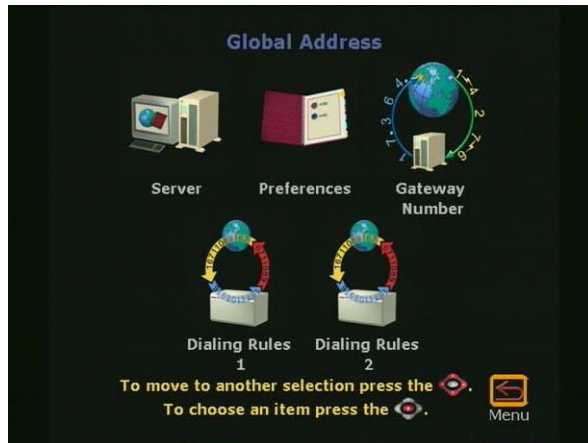 Global Address
Server
Preferences
Gateway
Number
Dialing Rules
1
Dialing Rules
2
To move to another selection press the .
To choose an item press the .
Menu